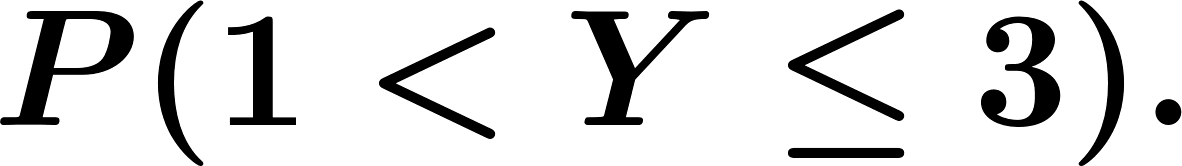 P(1 < Y ≤ 3).